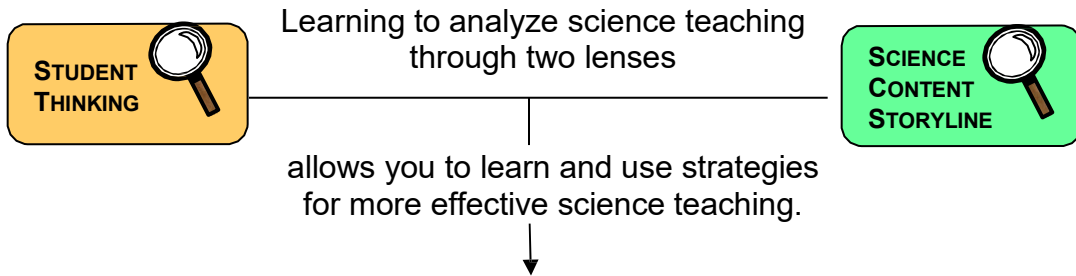 Learning to analyze science teaching
through two lenses
STUDENT
THINKING
SCIENCE
CONTENT
STORYLINE
allows you to learn and use strategies
for more effective science teaching.